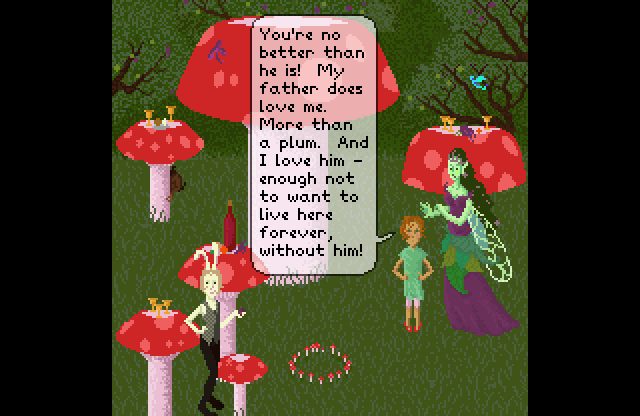 You're no
better than
he is!  My
father does
love me.
More than
a plum.  And
I love him -
enough not
to want to
live here
forever,
without him!